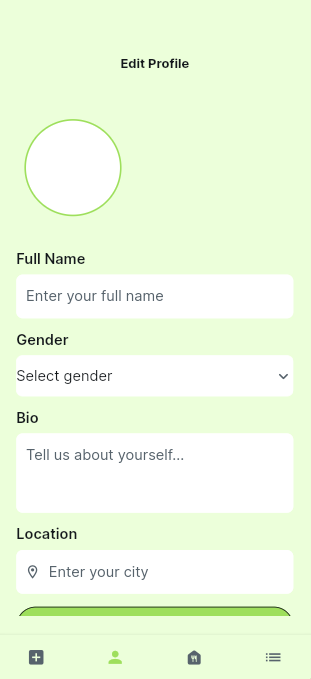 Edit Profile
Full Name
Enter your full name
Gender
Select gender
Bio
Tell us about yourself...
Location
Enter your city